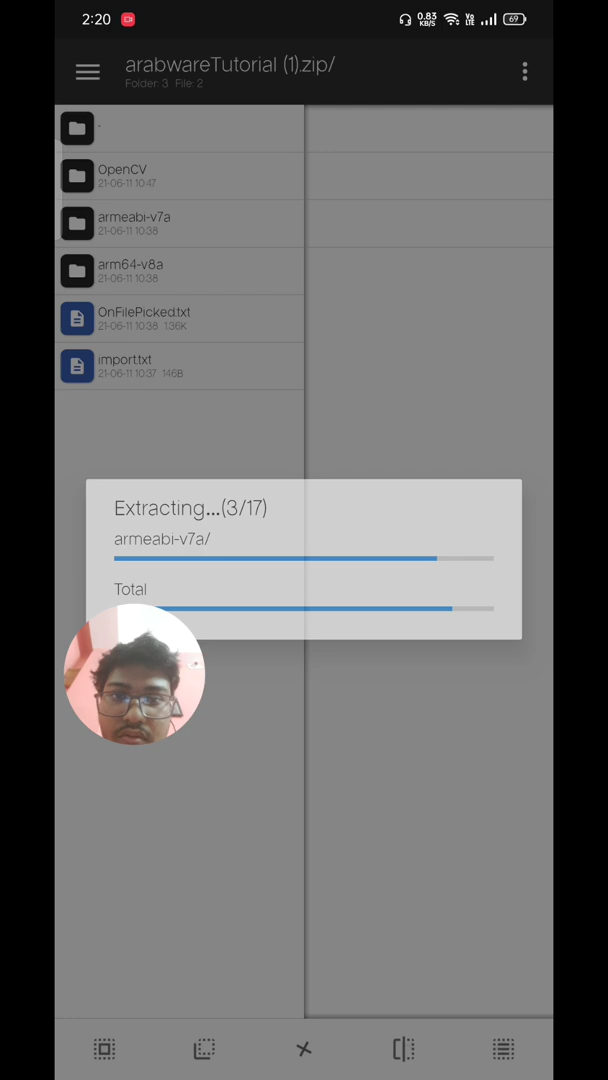 2:20
0.83
KB/S
Vo
LTE
69
arabwareTutorial (1).zip/
Folder: 3 File: 2
..
OpenCV
21-06-11 10:47
armeabi-v7a
21-06-11 10:38
arm64-v8a
21-06-11 10:38
OnFilePicked.txt
21-06-11 10:38 1.36K
import.txt
21-06-11 10:37 146B
Extracting...(3/17)
armeabi-v7a/
Total